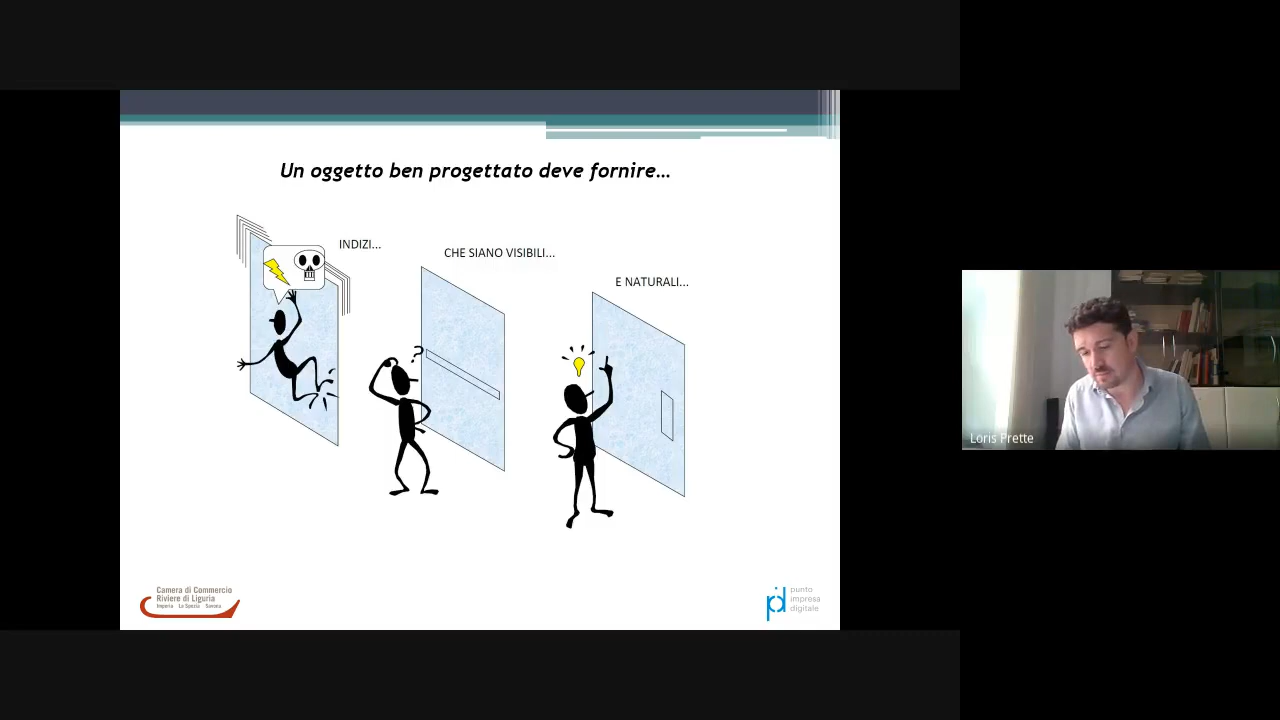 Un oggetto ben progettato deve fornire...
INDIZI...
CHE SIANO VISIBILI...
E NATURALI...
?
Loris Prette
Camera di Commercio
Riviere di Liguria
Imperia La Spezia Savona
pid
punto
impresa
digitale